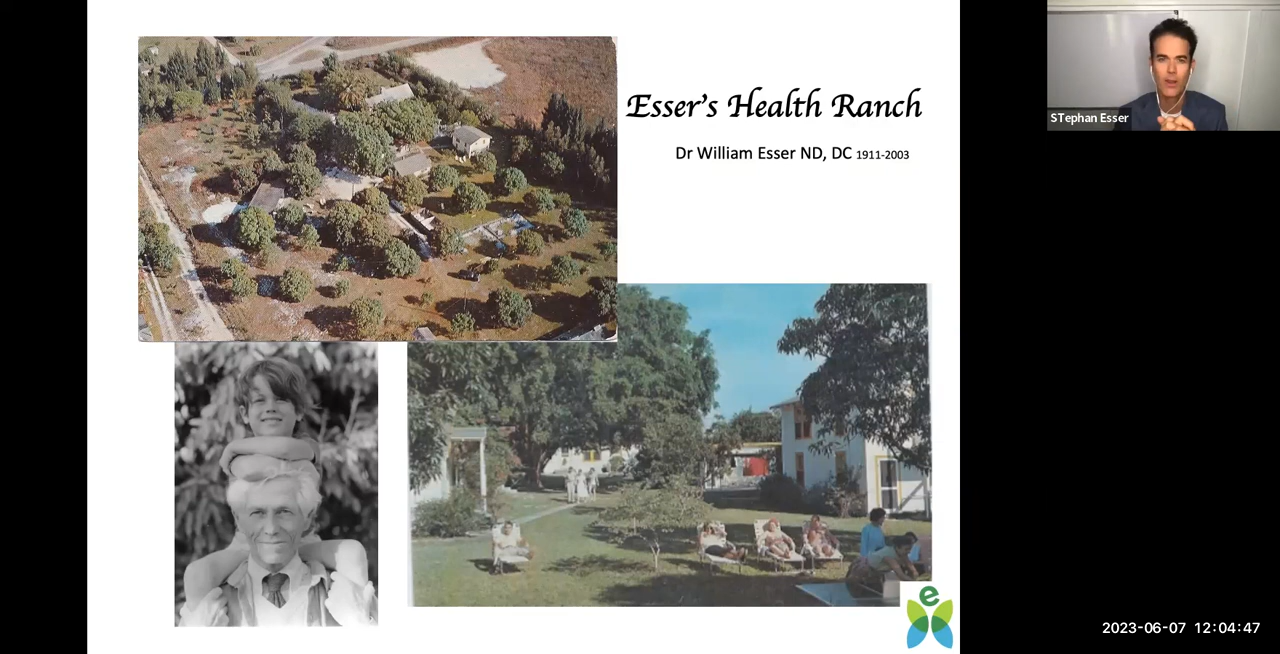 Esser's Health Ranch
Dr William Esser ND, DC 1911-2003
STephan Esser
e
2023-06-07 12:04:47